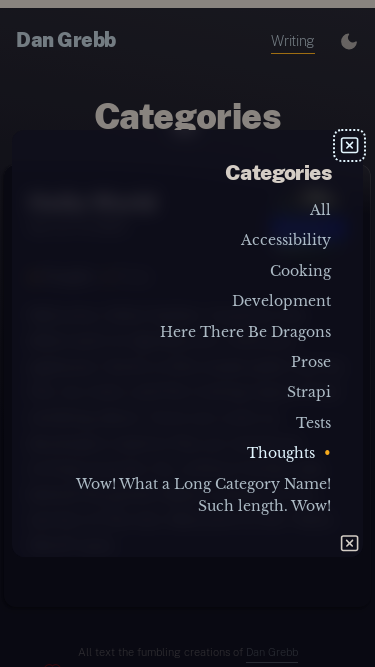 Dan Grebb
Writing
Categories
Categories
All
Accessibility
Cooking
Development
Here There Be Dragons
Prose
Strapi
Tests
Thoughts •
Wow! What a Long Category Name!
Such length. Wow!
All text the fumbling creations of Dan Grebb